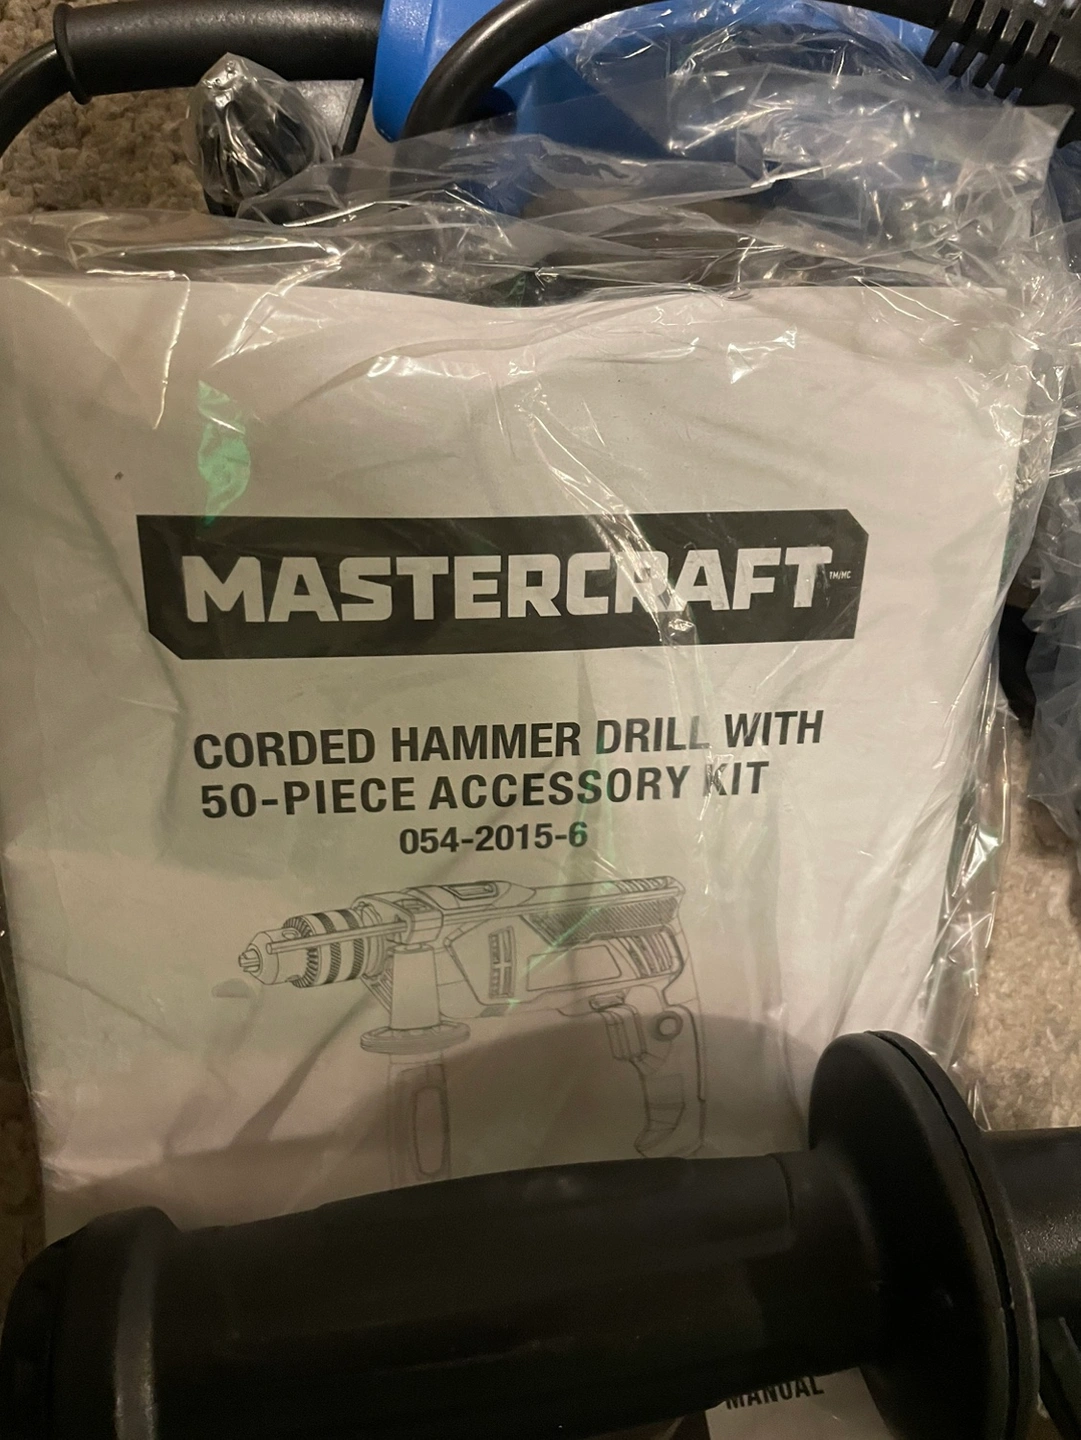 MASTERCRAFT TM/MC
CORDED HAMMER DRILL WITH
50-PIECE ACCESSORY KIT
054-2015-6
MANUAL